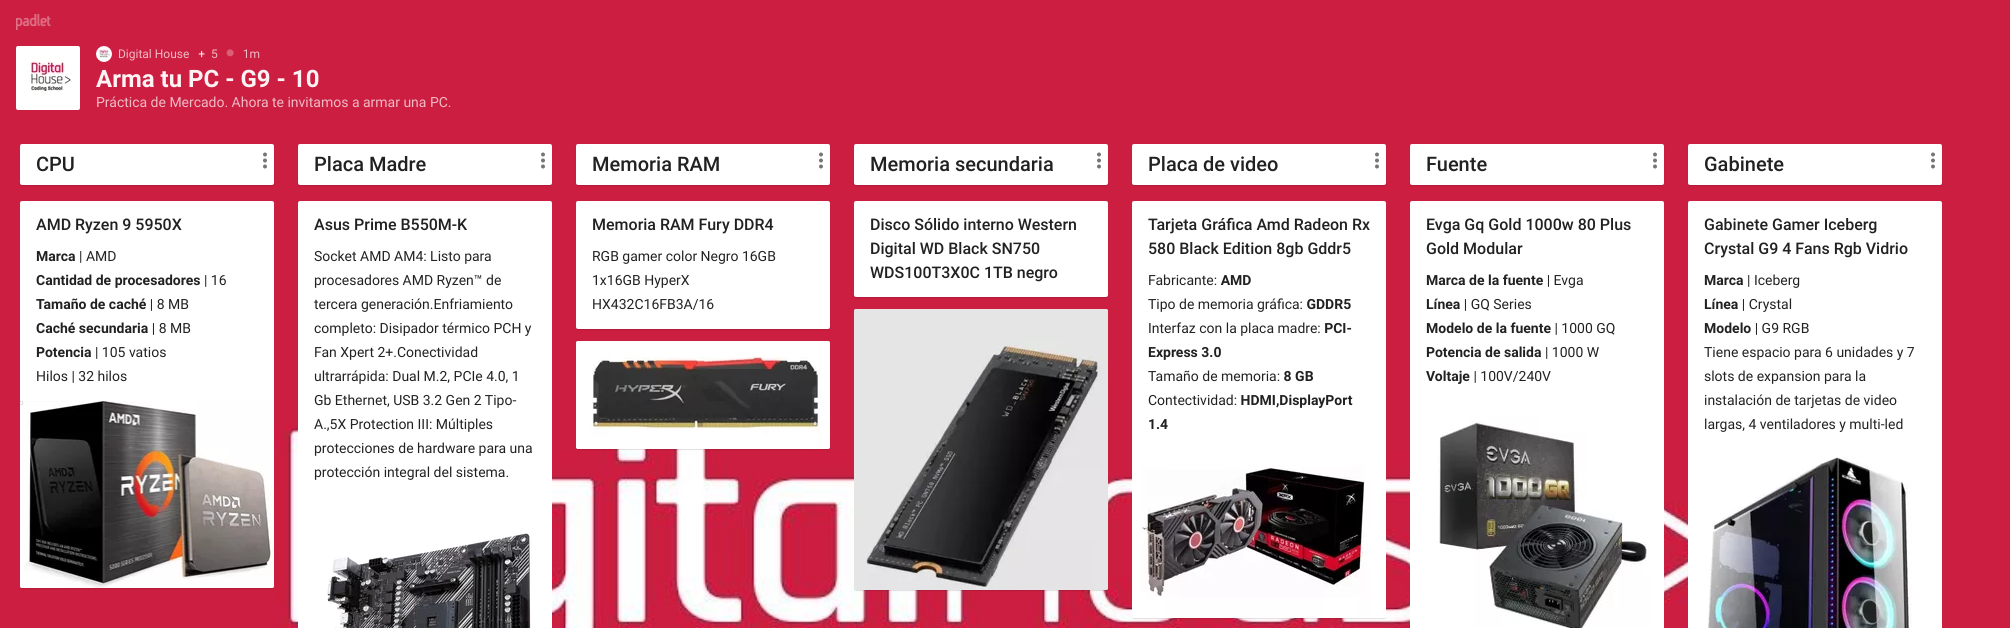 padlet
Digital House + 5 1m
Arma tu PC - G9 - 10
Práctica de Mercado. Ahora te invitamos a armar una PC.
Digital
House>
Coding School
CPU
AMD Ryzen 9 5950X
Marca | AMD
Cantidad de procesadores | 16
Tamaño de caché | 8 MB
Caché secundaria | 8 MB
Potencia | 105 vatios
Hilos | 32 hilos
AMD
RYZEN
AMD
RYZEN
AMD
RYZEN
Placa Madre
Asus Prime B550M-K
Socket AMD AM4: Listo para
procesadores AMD Ryzen™ de
tercera generación.Enfriamiento
completo: Disipador térmico PCH y
Fan Xpert 2+.Conectividad
ultrarrápida: Dual M.2, PCIe 4.0, 1
Gb Ethernet, USB 3.2 Gen 2 Tipo-
A.,5X Protection III: Múltiples
protecciones de hardware para una
protección integral del sistema.
Memoria RAM
Memoria RAM Fury DDR4
RGB gamer color Negro 16GB
1x16GB HyperX
HX432C16FB3A/16
DDR4
HYPERX FURY
Memoria secundaria
Disco Sólido interno Western
Digital WD Black SN750
WDS100T3X0C 1TB negro
WD-BLACK
Placa de video
Tarjeta Gráfica Amd Radeon Rx
580 Black Edition 8gb Gddr5
Fabricante: AMD
Tipo de memoria gráfica: GDDR5
Interfaz con la placa madre: PCI-
Express 3.0
Tamaño de memoria: 8 GB
Contectividad: HDMI,DisplayPort
1.4
RADEON
Fuente
Evga Gq Gold 1000w 80 Plus
Gold Modular
Marca de la fuente | Evga
Línea | GQ Series
Modelo de la fuente | 1000 GQ
Potencia de salida | 1000 W
Voltaje | 100V/240V
EVGA
EVGA
1000GQ
Gabinete
Gabinete Gamer Iceberg
Crystal G9 4 Fans Rgb Vidrio
Marca | Iceberg
Línea | Crystal
Modelo | G9 RGB
Tiene espacio para 6 unidades y 7
slots de expansion para la
instalación de tarjetas de video
largas, 4 ventiladores y multi-led